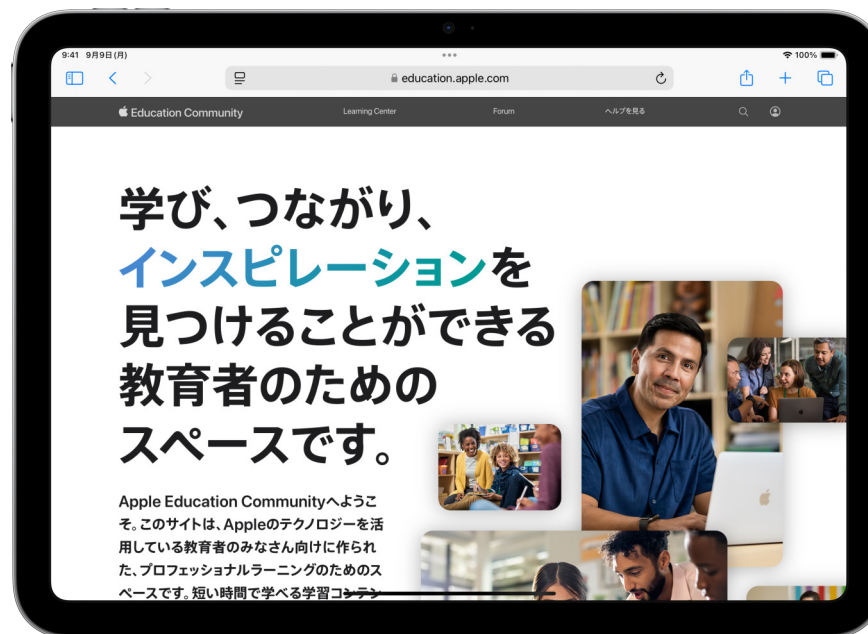 9:41 9月9日(月)
100%
education.apple.com
Education Community
Learning Center
Forum
ヘルプを見る
学び、つながり、
インスピレーションを
見つけることができる
教育者のための
スペースです。
Apple Education Communityへようこ
そ。このサイトは、Appleのテクノロジーを活
用している教育者のみなさん向けに作られ
た、プロフェッショナルラーニングのためのス
ペースです。短い時間で学べる学習コンテン